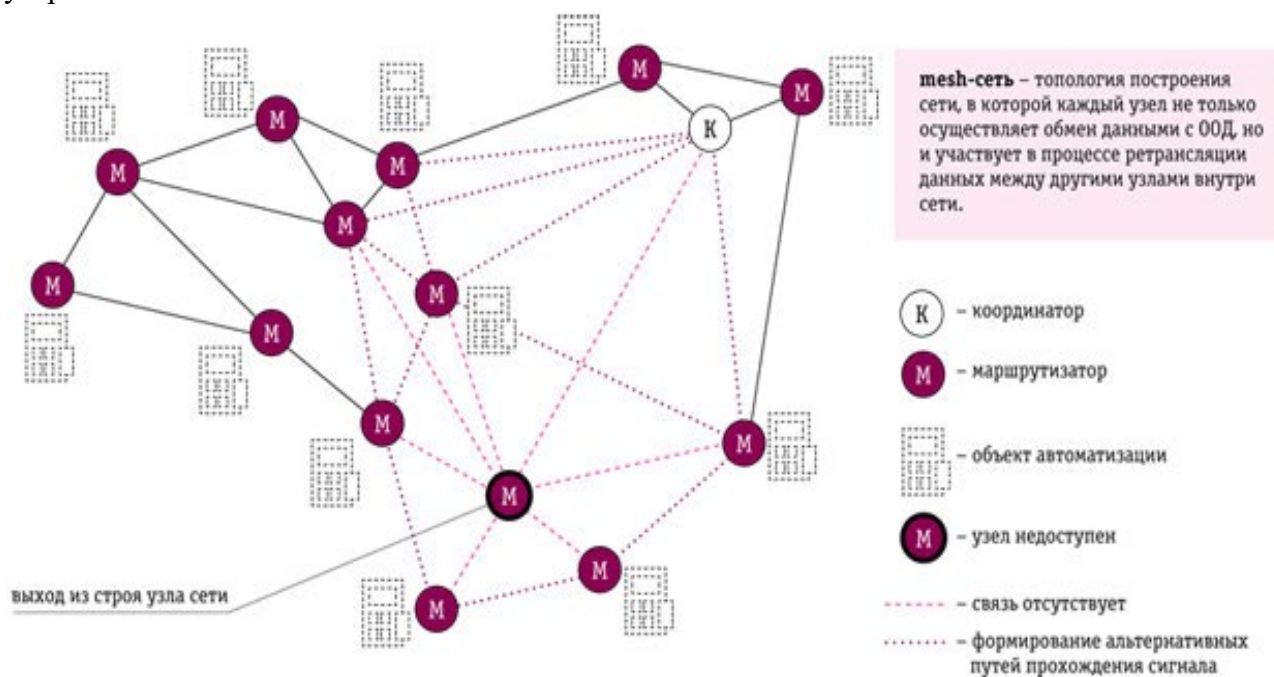 М
М
М
М
М
М
К
М
М
М
М
М
М
М
М
М
выход из строя узла сети
mesh-сеть – топология построения
сети, в которой каждый узел не только
осуществляет обмен данными с ООД, но
и участвует в процессе ретрансляции
данных между другими узлами внутри
сети.
К – координатор
М – маршрутизатор
– объект автоматизации
М – узел недоступен
– связь отсутствует
– формирование альтернативных
путей прохождения сигнала